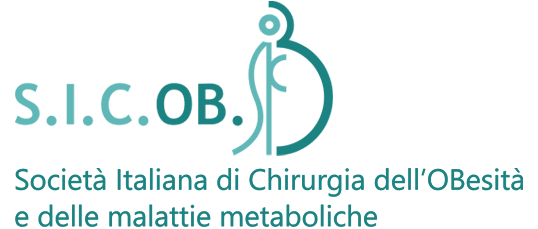 S.I.C.OB.
Società Italiana di Chirurgia dell'OBesità
e delle malattie metaboliche